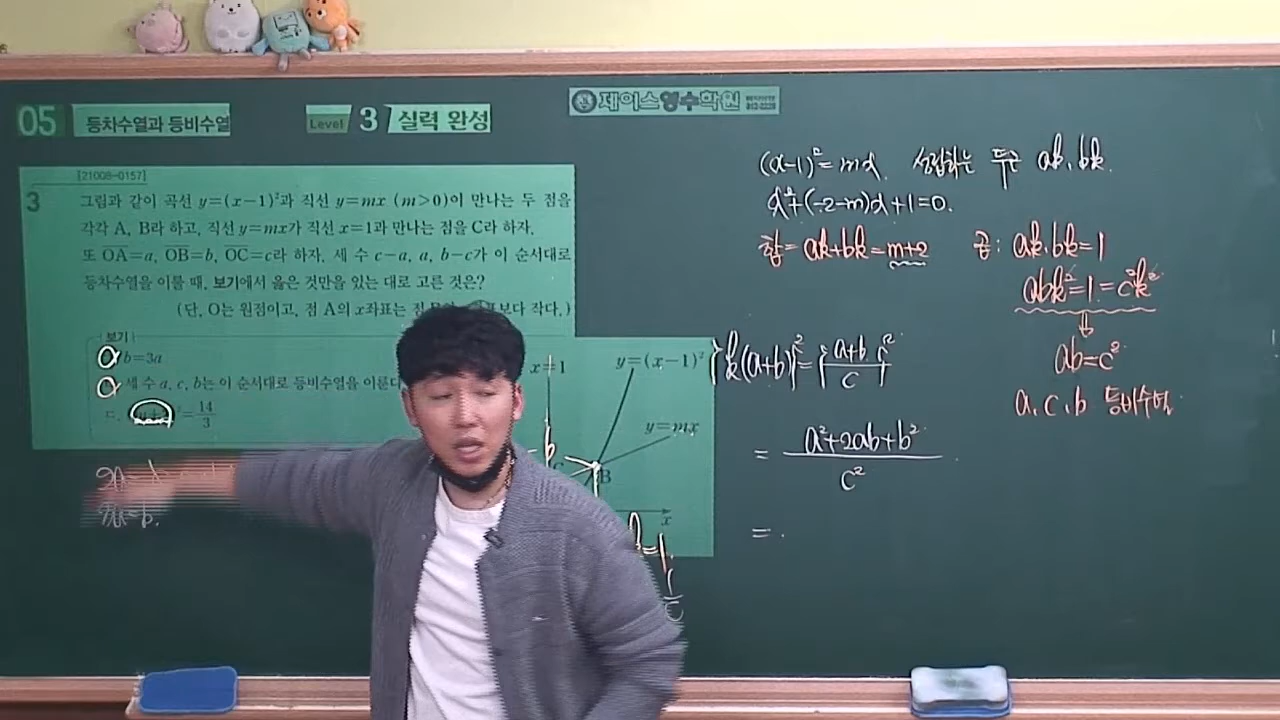 05 등차수열과 등비수열
Level 3 실력 완성
제이스영수학원
[21008-0157]
3 그림과 같이 곡선 y=(x-1)²과 직선 y=mx (m>0)이 만나는 두 점을
각각 A, B라 하고, 직선 y=mx가 직선 x=1과 만나는 점을 C라 하자.
또 OA=a, OB=b, OC=c라 하자. 세 수 c-a, a, b-c가 이 순서대로
등차수열을 이룰 때, 보기에서 옳은 것만을 있는 대로 고른 것은?
(단, O는 원점이고, 점 A의 x좌표는 점 보다 작다.)
보기
b=3a
세 수 a, c, b는 이 순서대로 등비수열을 이룬다
ㄷ. =14/3
x=1
y=(x-1)²
y=mx
B
x
b
1/c
(x-1)²=mx 성립하는 두근 ak, bk.
x²+(-2-m)x+1=0.
합= ak+bk=m+2 곱: ak·bk=1
abk²=1=c²k²
ab=c²
a, c, b 등비수열
{k(a+b)}²={a+b/c}²
= a²+2ab+b²/c²
=